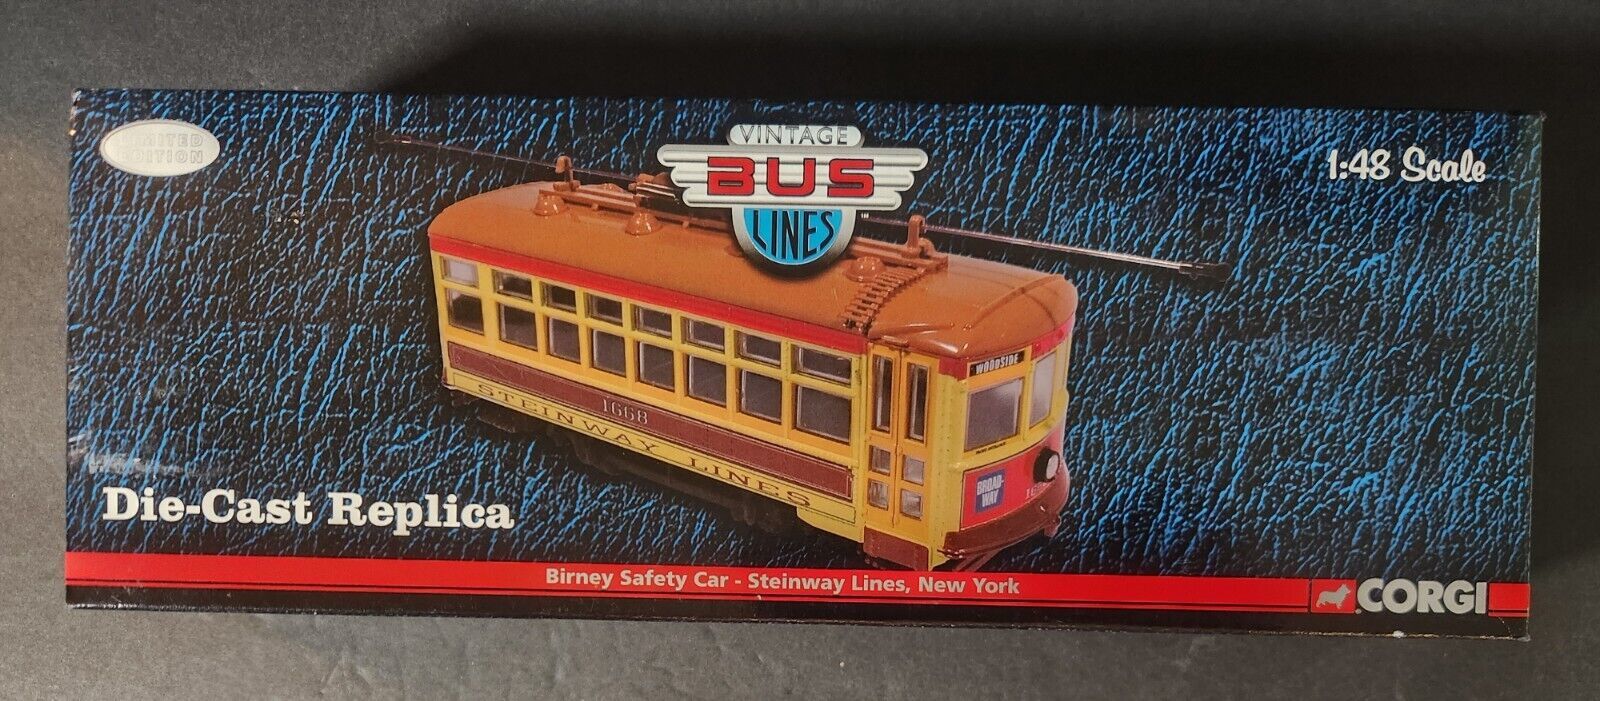 LIMITED
EDITION
VINTAGE
BUS
LINES
TM
1:48 Scale
WOODSIDE
1668
STEINWAY LINES
BROAD-
WAY
Die-Cast Replica
Birney Safety Car - Steinway Lines, New York
CORGI